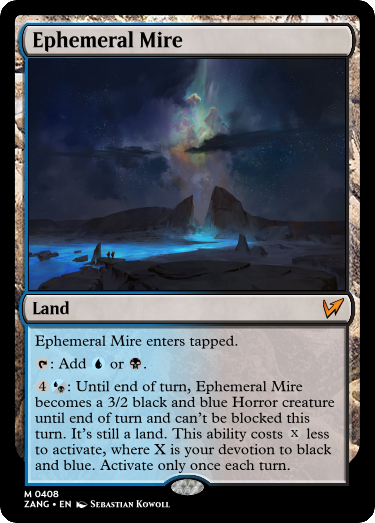 Ephemeral Mire
Land
Ephemeral Mire enters tapped.
: Add or .
4 : Until end of turn, Ephemeral Mire
becomes a 3/2 black and blue Horror creature
until end of turn and can't be blocked this
turn. It's still a land. This ability costs X less
to activate, where X is your devotion to black
and blue. Activate only once each turn.
M 0408
ZANG • EN Sebastian Kowoll